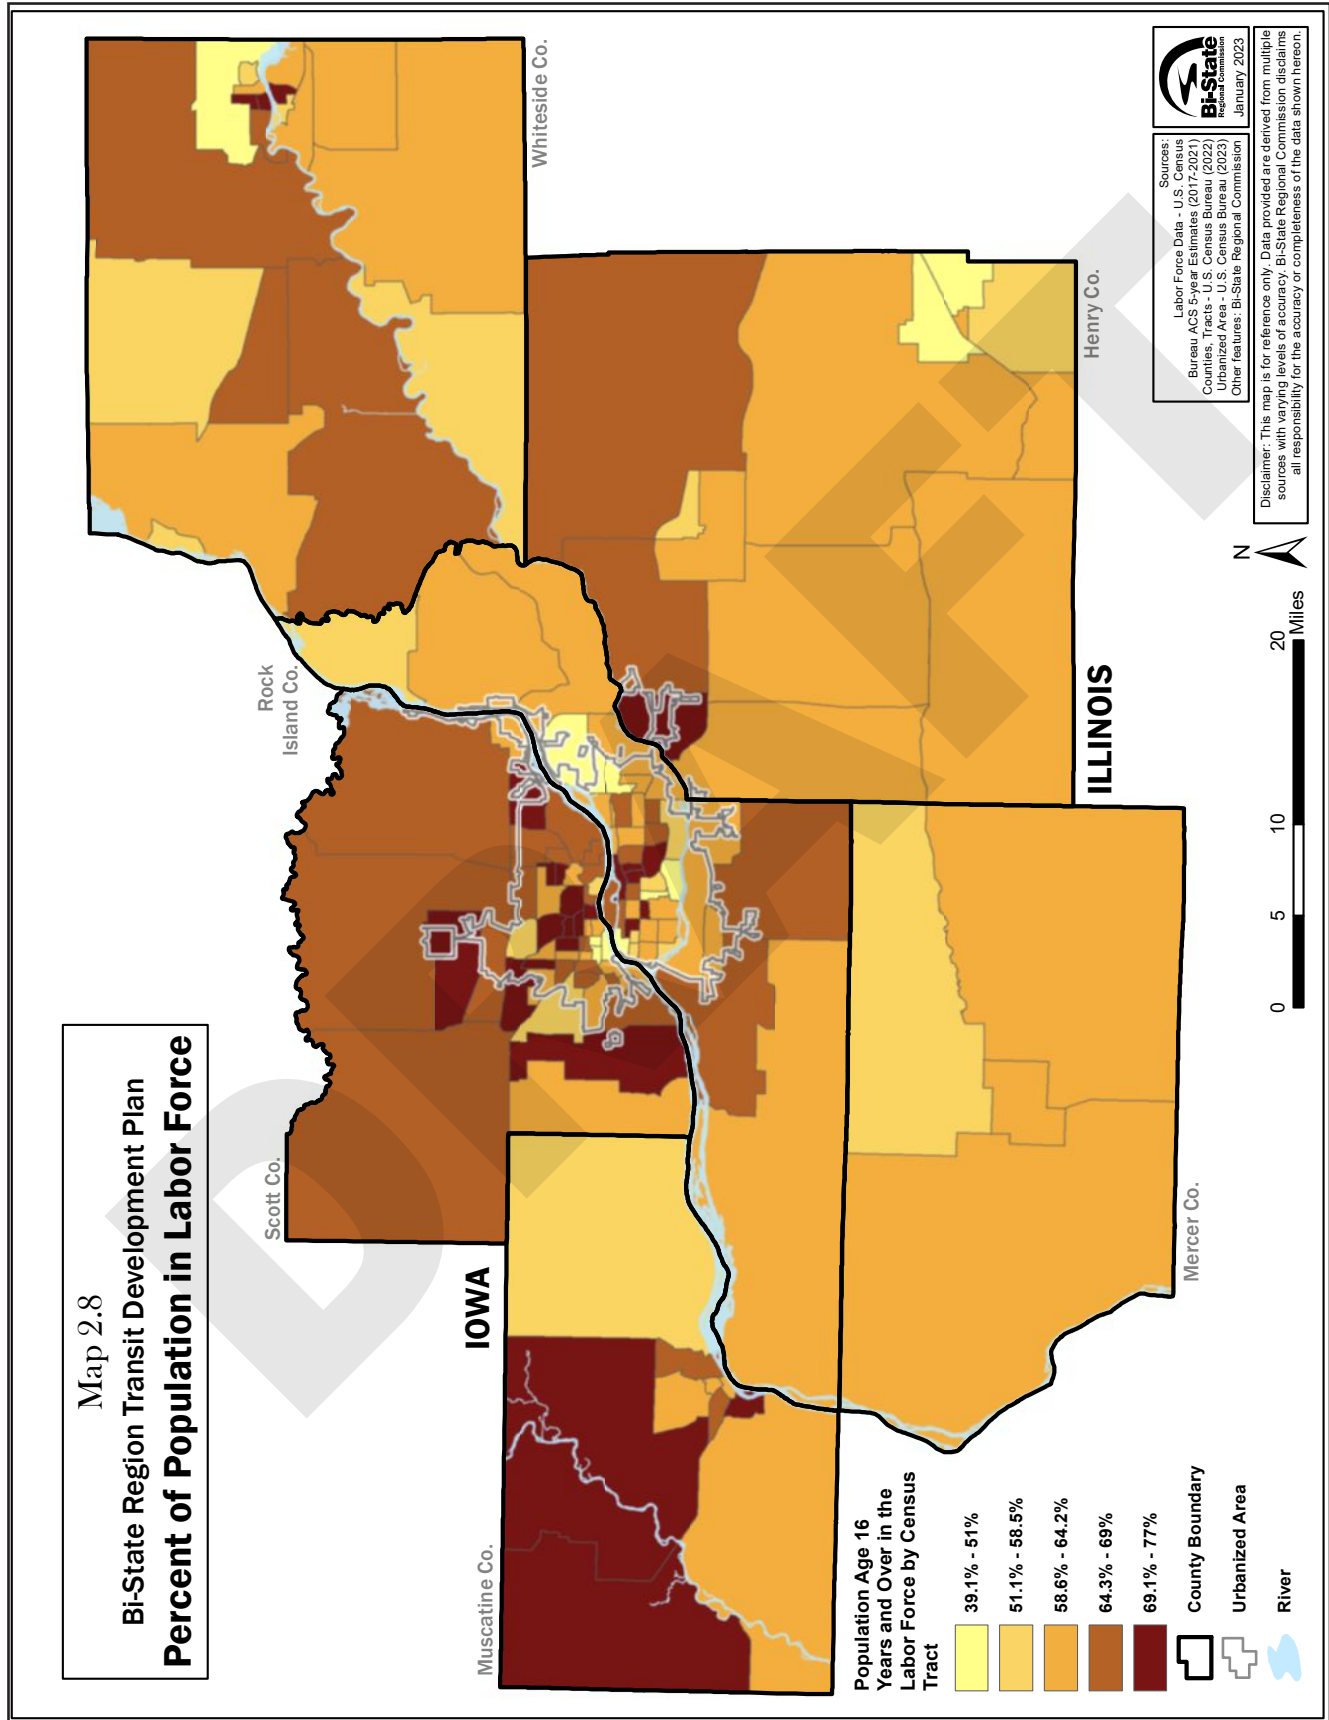 Map 2.8
Bi-State Region Transit Development Plan
Percent of Population in Labor Force
Scott Co.
Rock
Island Co.
Whiteside Co.
Muscatine Co.
IOWA
ILLINOIS
Henry Co.
Mercer Co.
DRAFT
Population Age 16
Years and Over in the
Labor Force by Census
Tract
39.1% - 51%
51.1% - 58.5%
58.6% - 64.2%
64.3% - 69%
69.1% - 77%
County Boundary
Urbanized Area
River
0 5 10 20
Miles
N
Sources:
Labor Force Data - U.S. Census
Bureau ACS 5-year Estimates (2017-2021)
Counties, Tracts - U.S. Census Bureau (2022)
Urbanized Area - U.S. Census Bureau (2023)
Other features: Bi-State Regional Commission
Bi-State
Regional Commission
January 2023
Disclaimer: This map is for reference only. Data provided are derived from multiple
sources with varying levels of accuracy. Bi-State Regional Commission disclaims
all responsibility for the accuracy or completeness of the data shown hereon.